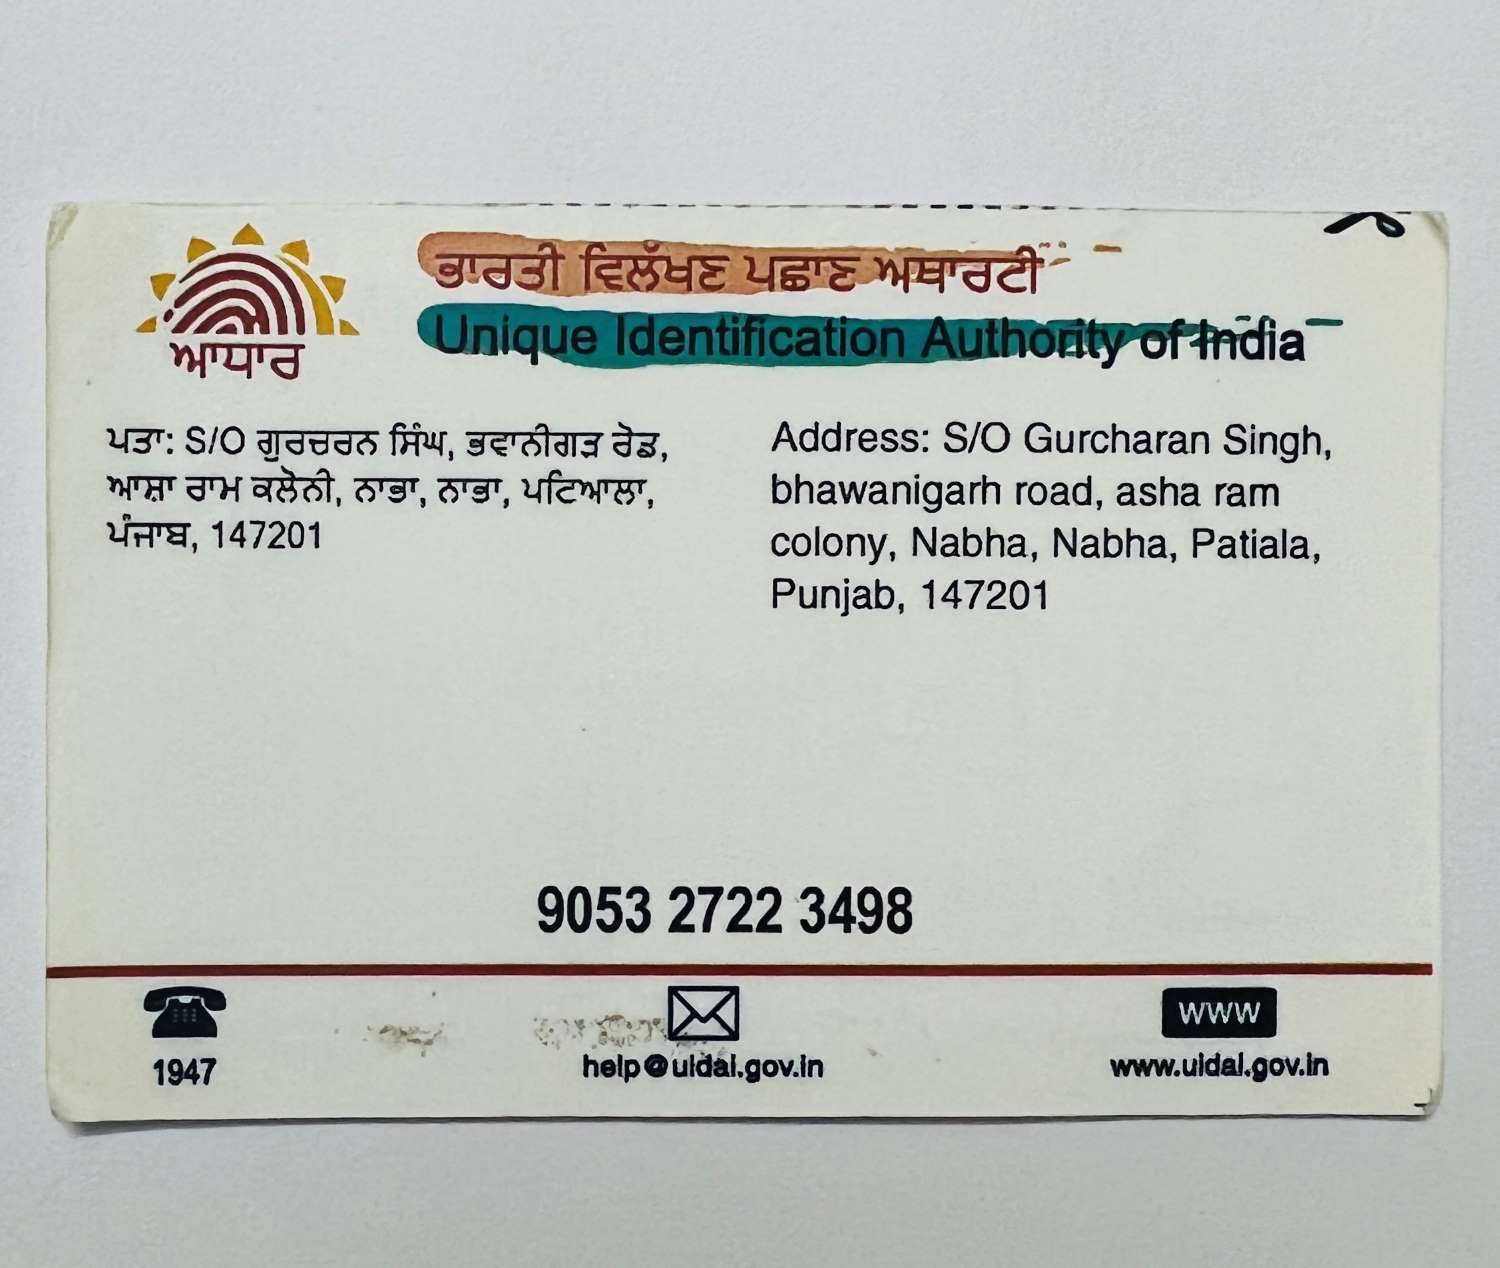 ਭਾਰਤੀ ਵਿਲੱਖਣ ਪਛਾਣ ਅਥਾਰਟੀ
Unique Identification Authority of India
ਆਧਾਰ
ਪਤਾ: S/O ਗੁਰਚਰਨ ਸਿੰਘ, ਭਵਾਨੀਗੜ ਰੋਡ,
ਆਸ਼ਾ ਰਾਮ ਕਲੋਨੀ, ਨਾਭਾ, ਨਾਭਾ, ਪਟਿਆਲਾ,
ਪੰਜਾਬ, 147201
Address: S/O Gurcharan Singh,
bhawanigarh road, asha ram
colony, Nabha, Nabha, Patiala,
Punjab, 147201
9053 2722 3498
1947
help@uidai.gov.in
www
www.uidai.gov.in